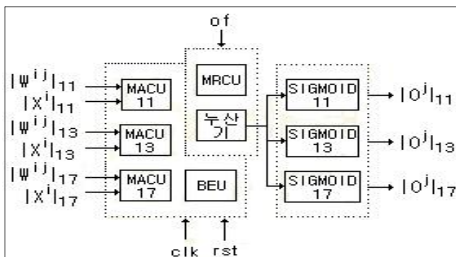 of
|W^ij|11
|X^i|11
|W^ij|13
|X^i|13
|W^ij|17
|X^i|17
MACU
11
MACU
13
MACU
17
MRCU
누산
기
BEU
SIGMOID
11
SIGMOID
13
SIGMOID
17
|O^j|11
|O^j|13
|O^j|17
clk rst